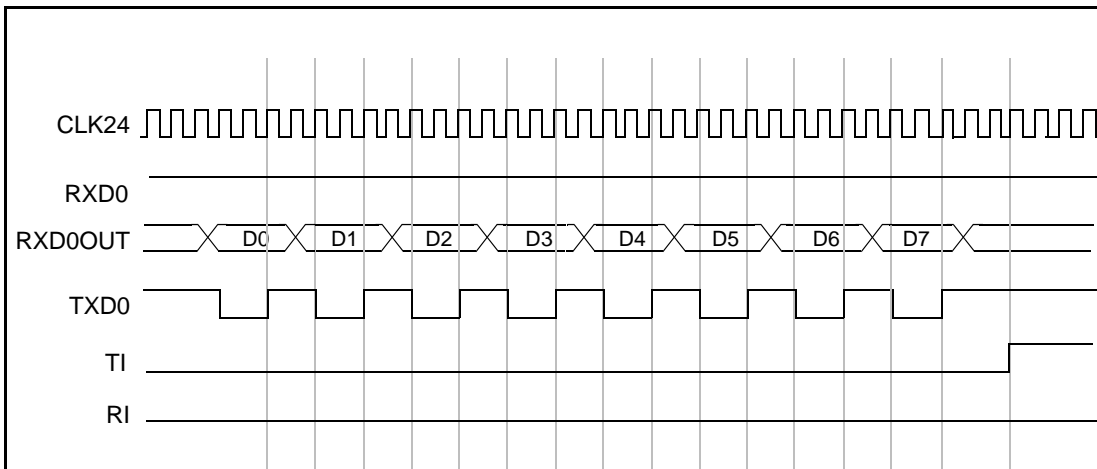 CLK24
RXD0
RXD0OUT D0 D1 D2 D3 D4 D5 D6 D7
TXD0
TI
RI